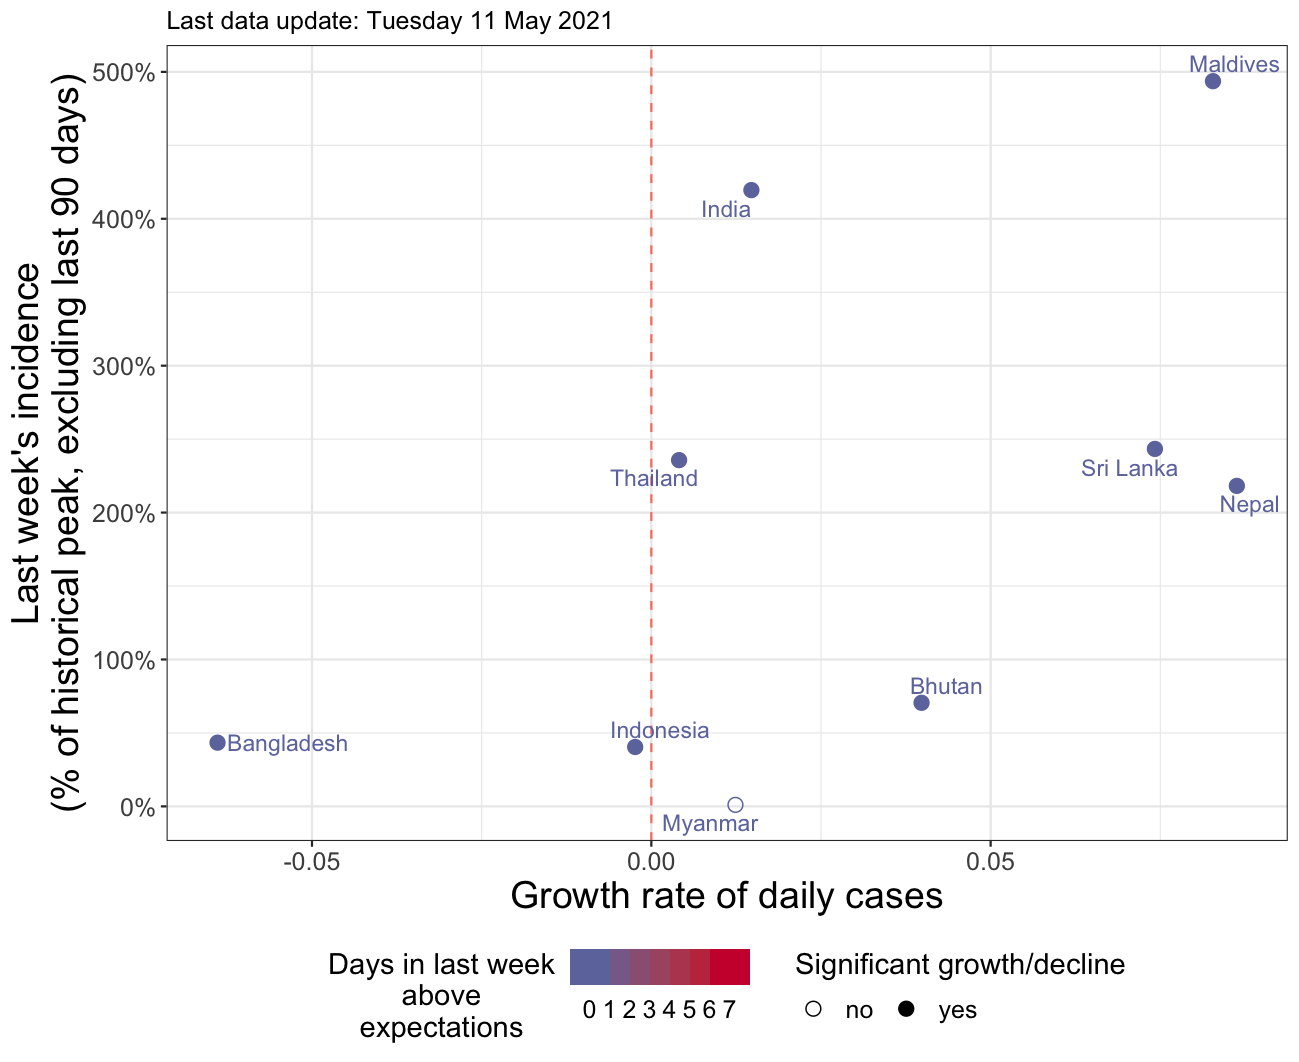 Last data update: Tuesday 11 May 2021
Last week's incidence
(% of historical peak, excluding last 90 days)
500%
400%
300%
200%
100%
0%
Maldives
India
Thailand
Sri Lanka
Nepal
Bhutan
Indonesia
Bangladesh
Myanmar
-0.05
0.00
0.05
Growth rate of daily cases
Days in last week
above
expectations
0 1 2 3 4 5 6 7
Significant growth/decline
no
yes